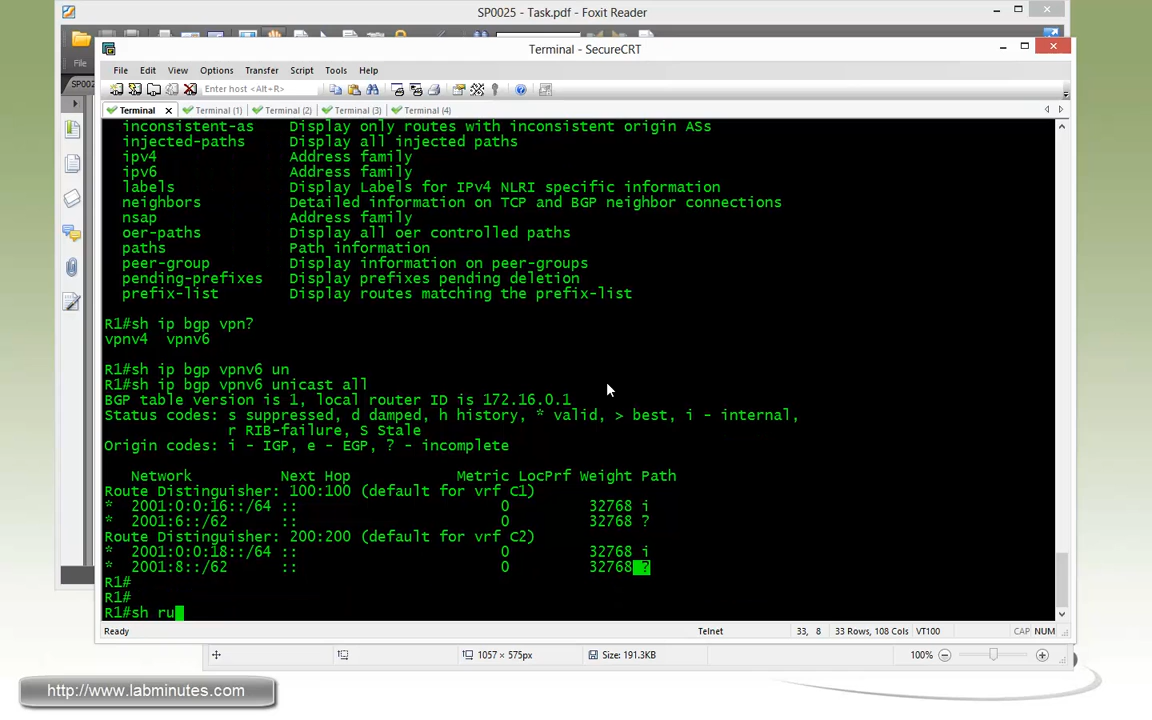 SP0025 - Task.pdf - Foxit Reader
File
SP002
Terminal - SecureCRT
File Edit View Options Transfer Script Tools Help
Enter host <Alt+R>
Terminal Terminal (1) Terminal (2) Terminal (3) Terminal (4)
inconsistent-as Display only routes with inconsistent origin ASs
injected-paths Display all injected paths
ipv4 Address family
ipv6 Address family
labels Display Labels for IPv4 NLRI specific information
neighbors Detailed information on TCP and BGP neighbor connections
nsap Address family
oer-paths Display all oer controlled paths
paths Path information
peer-group Display information on peer-groups
pending-prefixes Display prefixes pending deletion
prefix-list Display routes matching the prefix-list
R1#sh ip bgp vpn?
vpnv4 vpnv6
R1#sh ip bgp vpnv6 un
R1#sh ip bgp vpnv6 unicast all
BGP table version is 1, local router ID is 172.16.0.1
Status codes: s suppressed, d damped, h history, * valid, > best, i - internal,
r RIB-failure, S Stale
Origin codes: i - IGP, e - EGP, ? - incomplete
Network Next Hop Metric LocPrf Weight Path
Route Distinguisher: 100:100 (default for vrf C1)
* 2001:0:0:16::/64 :: 0 32768 i
* 2001:6::/62 :: 0 32768 ?
Route Distinguisher: 200:200 (default for vrf C2)
* 2001:0:0:18::/64 :: 0 32768 i
* 2001:8::/62 :: 0 32768 ?
R1#
R1#
R1#sh ru
Ready Telnet 33, 8 33 Rows, 108 Cols VT100 CAP NUM
1057 × 575px Size: 191.3KB 100%
http://www.labminutes.com